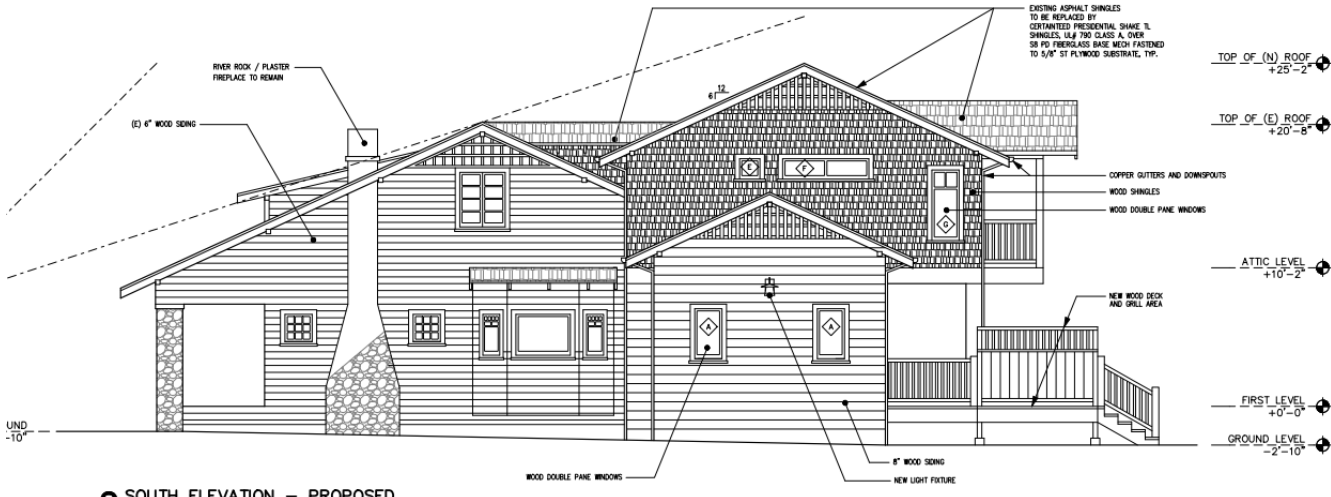 EXISTING ASPHALT SHINGLES
TO BE REPLACED BY
CERTAINTEED PRESIDENTIAL SHAKE TL
SHINGLES, UL# 790 CLASS A, OVER
SB PD FIBERGLASS BASE MECH FASTENED
TO 5/8" ST PLYWOOD SUBSTRATE, TYP.
TOP OF (N) ROOF
+25'-2"
RIVER ROCK / PLASTER
FIREPLACE TO REMAIN
12
6
(E) 6" WOOD SIDING
TOP OF (E) ROOF
+20'-8"
E
F
COPPER GUTTERS AND DOWNSPOUTS
WOOD SHINGLES
WOOD DOUBLE PANE WINDOWS
G
ATTIC LEVEL
+10'-2"
NEW WOOD DECK
AND GRILL AREA
A
A
FIRST LEVEL
+0'-0"
UND
-10"
GROUND LEVEL
-2'-10"
8" WOOD SIDING
WOOD DOUBLE PANE WINDOWS
NEW LIGHT FIXTURE
SOUTH ELEVATION - PROPOSED